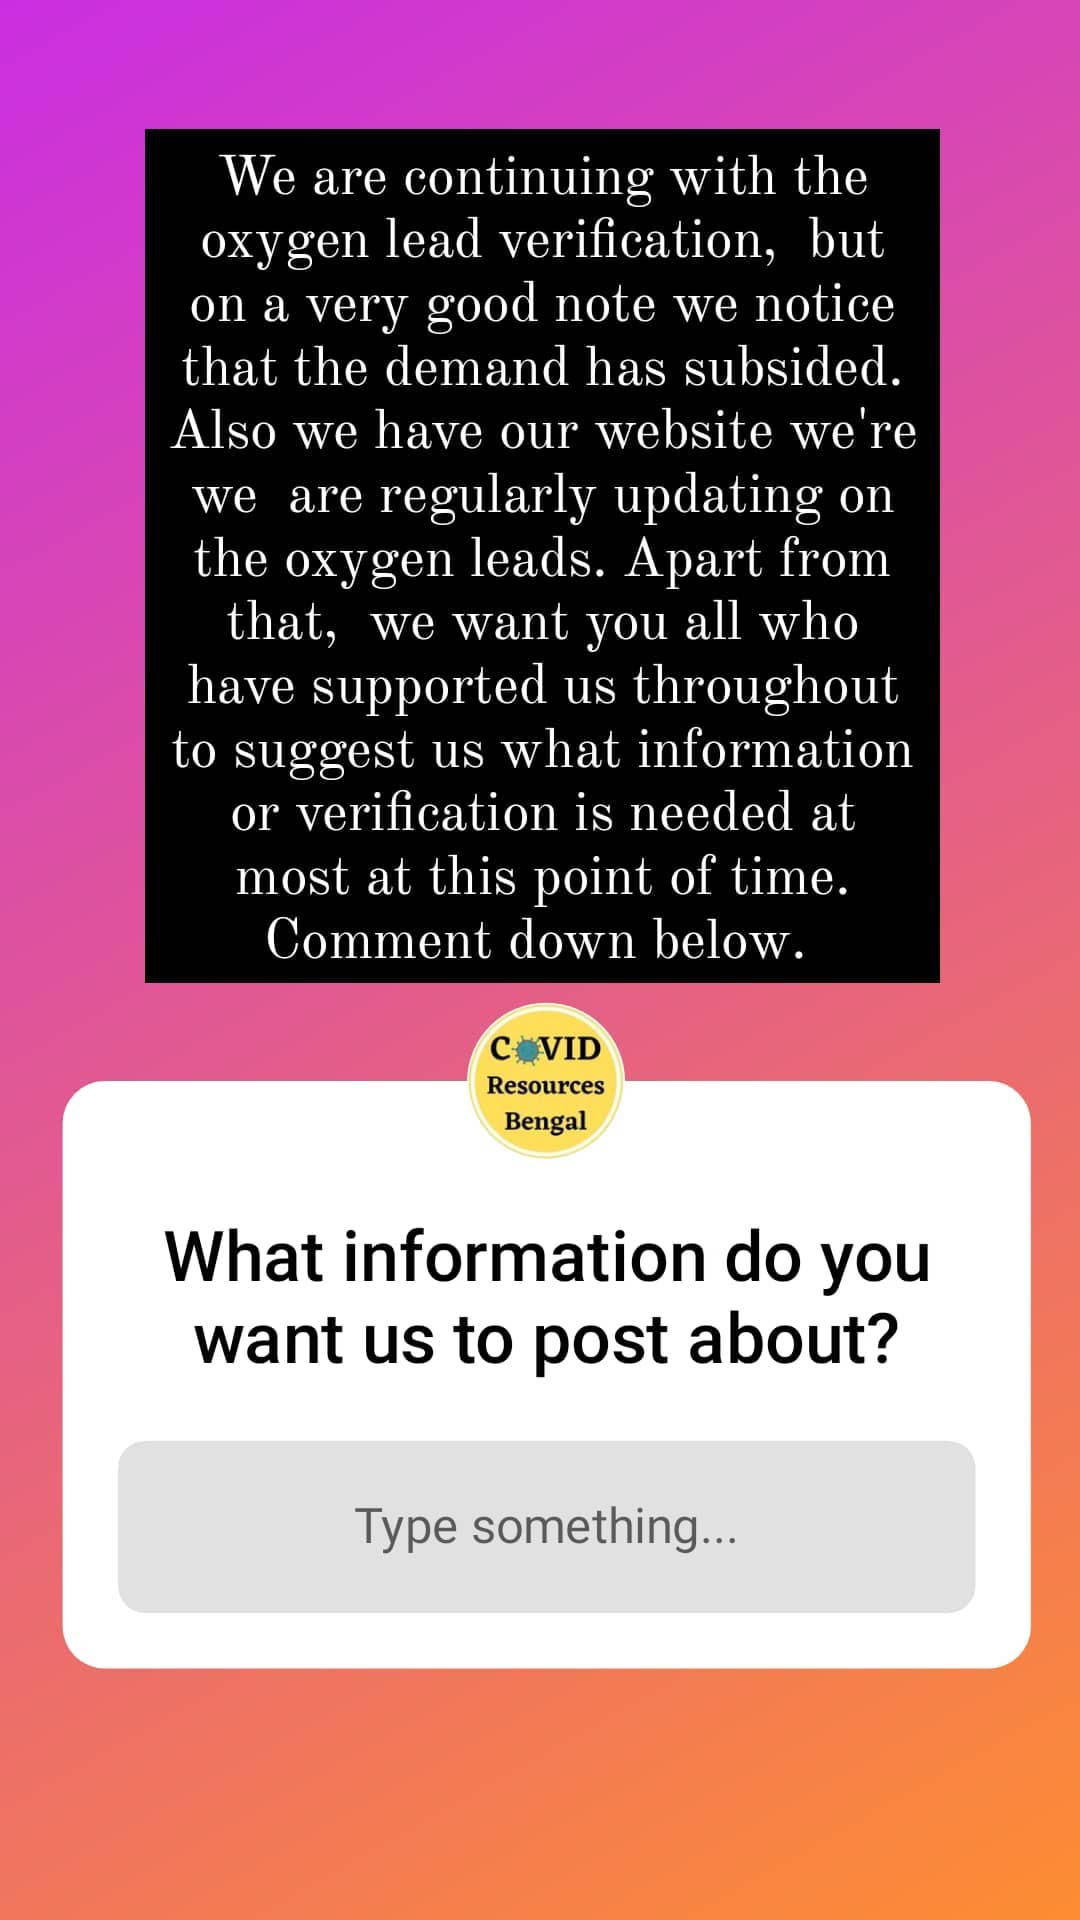 We are continuing with the
oxygen lead verification,  but
on a very good note we notice
that the demand has subsided.
Also we have our website we're
we  are regularly updating on
the oxygen leads. Apart from
that,  we want you all who
have supported us throughout
to suggest us what information
or verification is needed at
most at this point of time.
Comment down below.
COVID
Resources
Bengal
What information do you
want us to post about?
Type something...